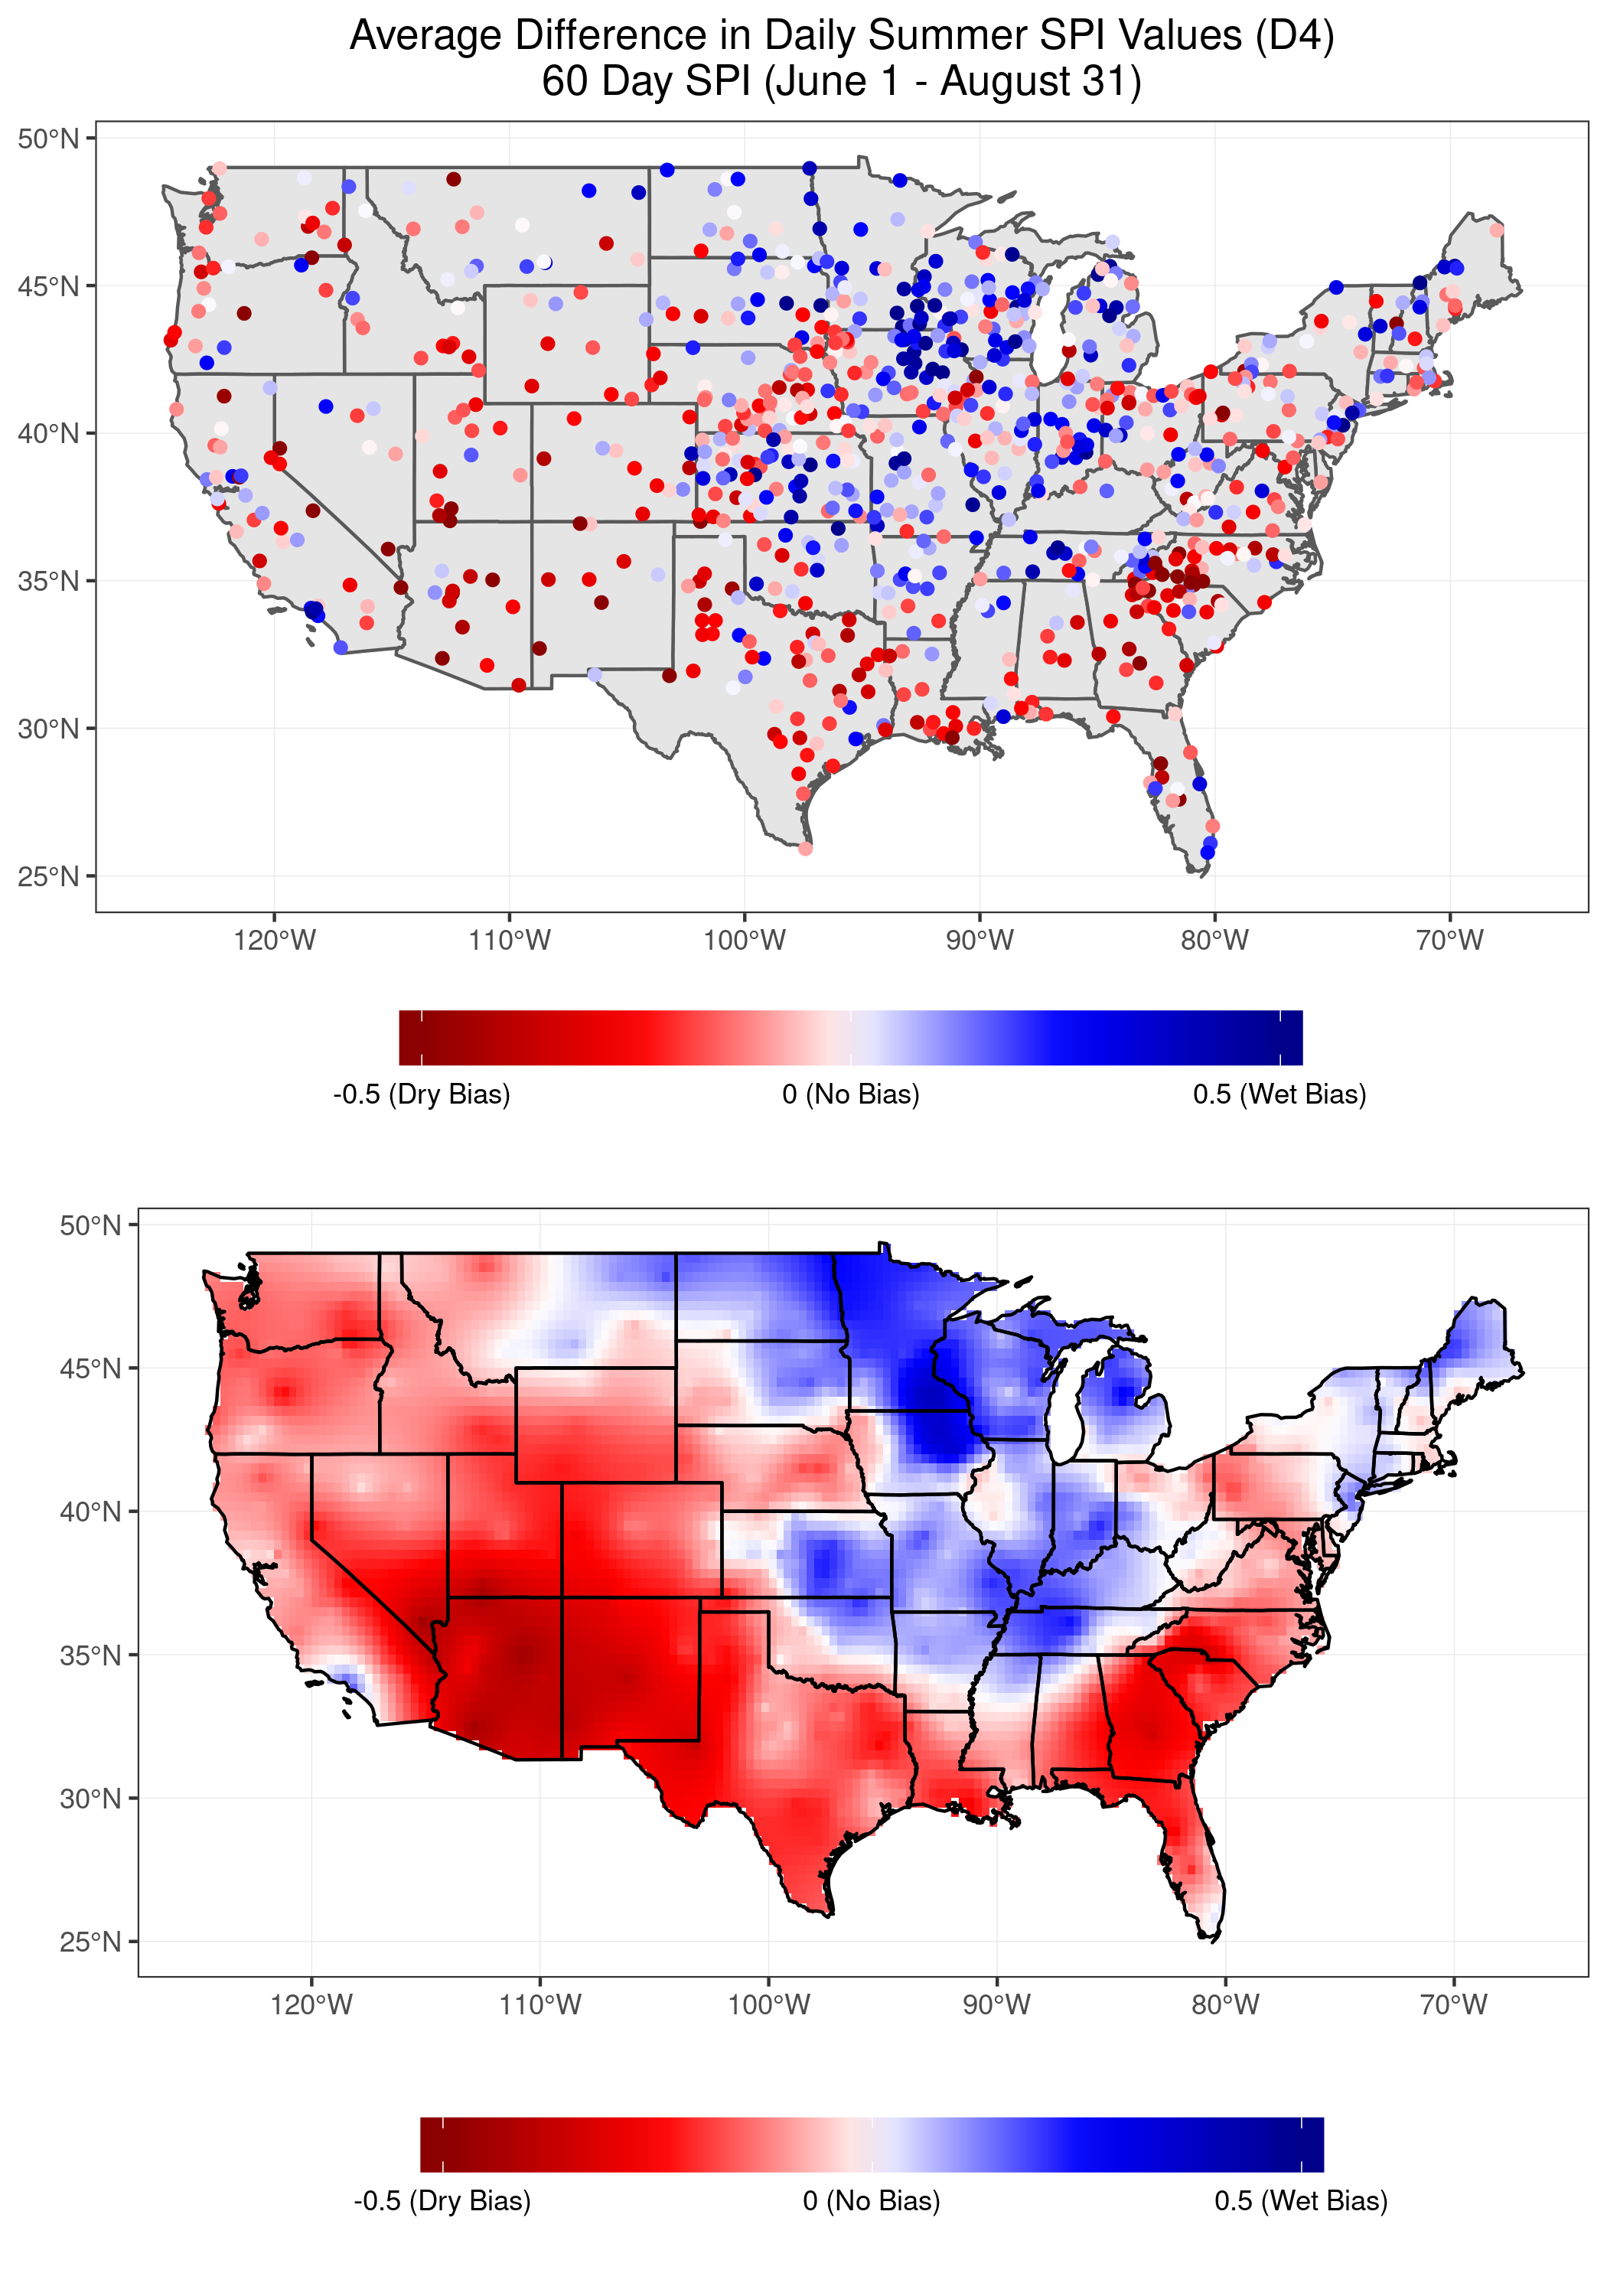 Average Difference in Daily Summer SPI Values (D4)
60 Day SPI (June 1 - August 31)
50°N
45°N
40°N
35°N
30°N
25°N
120°W 110°W 100°W 90°W 80°W 70°W
-0.5 (Dry Bias) 0 (No Bias) 0.5 (Wet Bias)
50°N
45°N
40°N
35°N
30°N
25°N
120°W 110°W 100°W 90°W 80°W 70°W
-0.5 (Dry Bias) 0 (No Bias) 0.5 (Wet Bias)